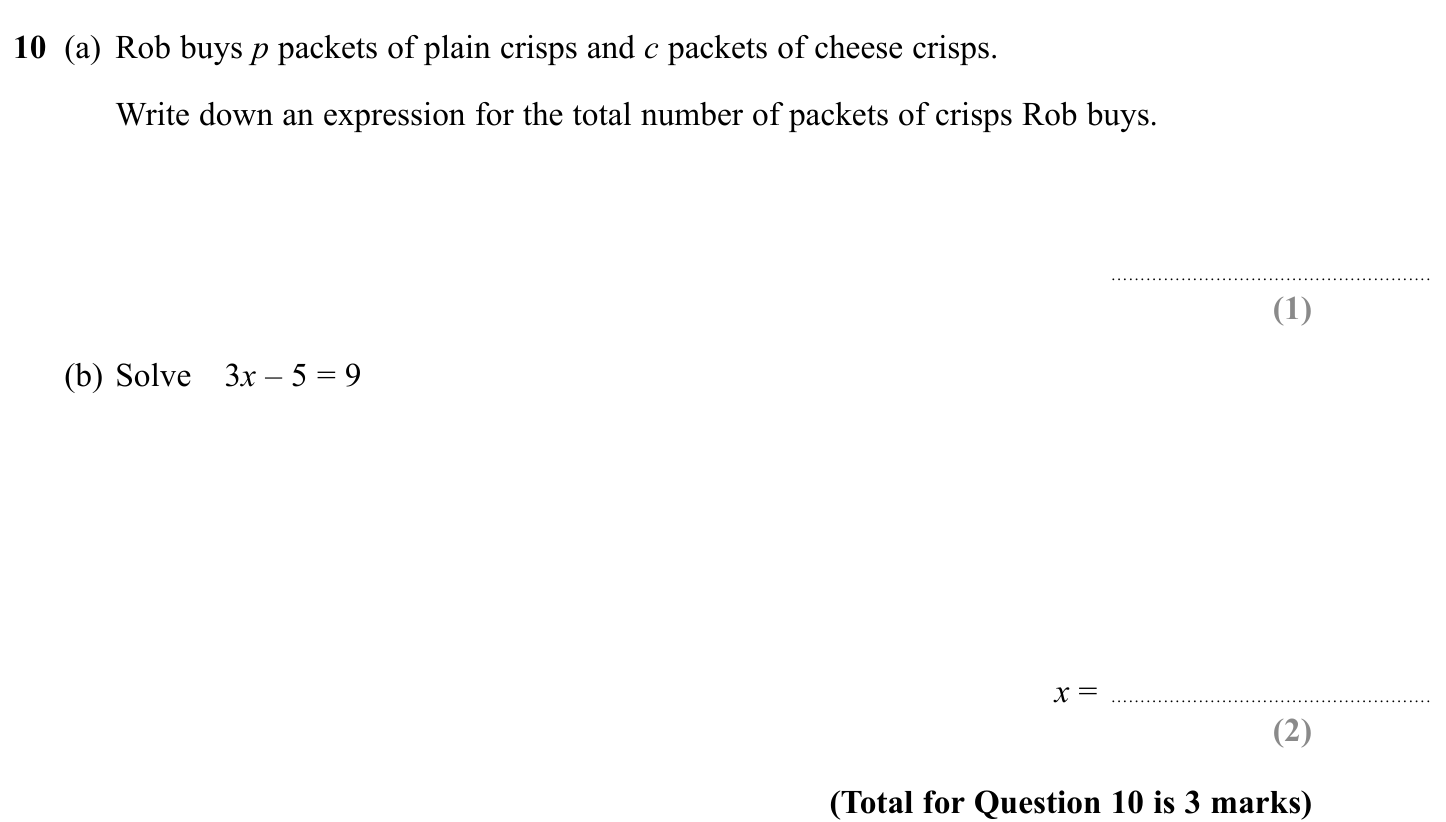 10 (a) Rob buys p packets of plain crisps and c packets of cheese crisps.
Write down an expression for the total number of packets of crisps Rob buys.
(1)
(b) Solve 3x – 5 = 9
x = 
(2)
(Total for Question 10 is 3 marks)